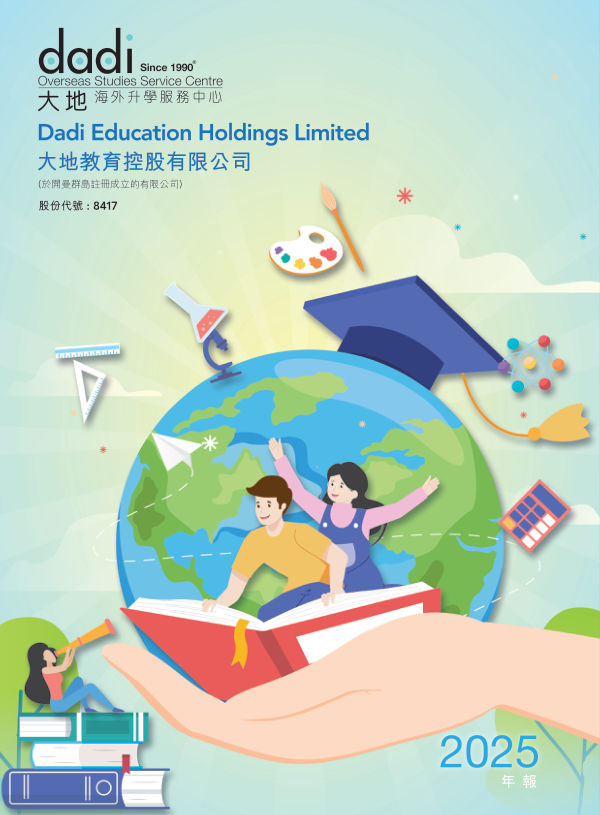 dadi Since 1990®
Overseas Studies Service Centre
大地 海外升學服務中心
Dadi Education Holdings Limited
大地教育控股有限公司
(於開曼群島註冊成立的有限公司)
股份代號 : 8417
2025
年報